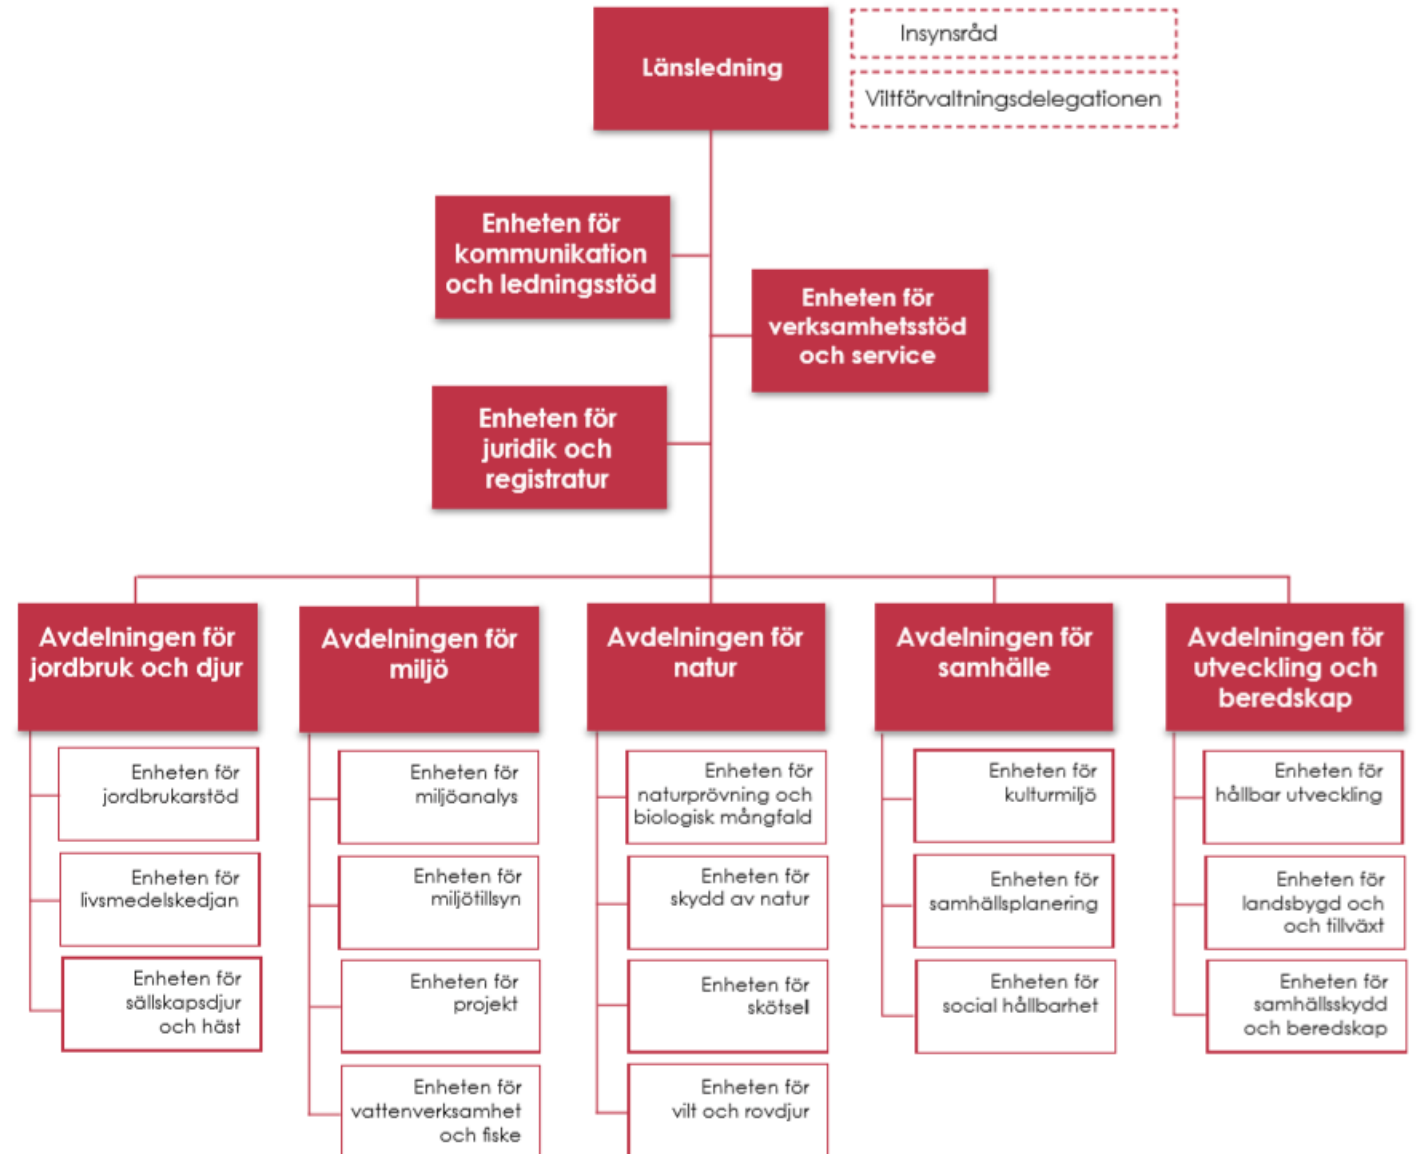 Länsledning
Insynsråd
Viltförvaltningsdelegationen
Enheten för
kommunikation
och ledningsstöd
Enheten för
verksamhetsstöd
och service
Enheten för
juridik och
registratur
Avdelningen för
jordbruk och djur
Enheten för
jordbrukarstöd
Enheten för
livsmedelskedjan
Enheten för
sällskapsdjur
och häst
Avdelningen för
miljö
Enheten för
miljöanalys
Enheten för
miljötillsyn
Enheten för
projekt
Enheten för
vattenverksamhet
och fiske
Avdelningen för
natur
Enheten för
naturprövning och
biologisk mångfald
Enheten för
skydd av natur
Enheten för
skötsel
Enheten för
vilt och rovdjur
Avdelningen för
samhälle
Enheten för
kulturmiljö
Enheten för
samhällsplanering
Enheten för
social hållbarhet
Avdelningen för
utveckling och
beredskap
Enheten för
hållbar utveckling
Enheten för
landsbygd och
och tillväxt
Enheten för
samhällsskydd
och beredskap